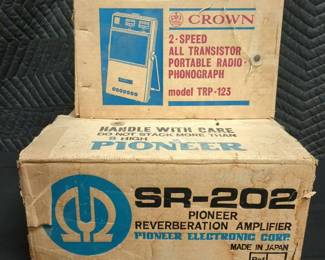 CROWN
2-SPEED
ALL TRANSISTOR
PORTABLE RADIO-
PHONOGRAPH
model TRP-123
HANDLE WITH CARE
DO NOT STACK MORE THAN
HIGH
PIONEER
SR-202
PIONEER
REVERBERATION AMPLIFIER
PIONEER ELECTRONIC CORP.
MADE IN JAPAN